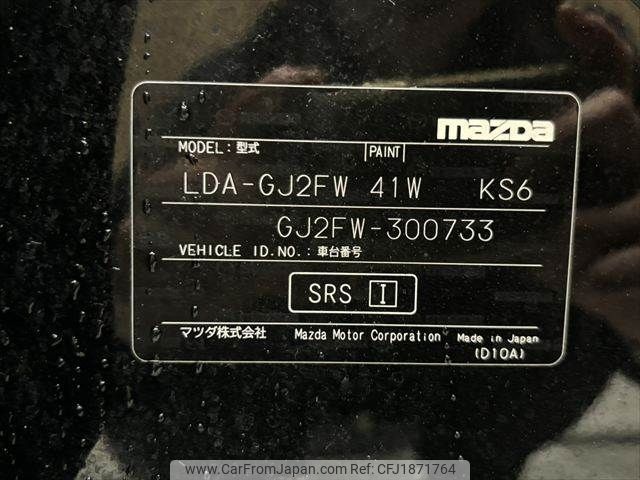 mazda
MODEL: 型式 PAINT
LDA-GJ2FW 41W KS6
GJ2FW-300733
VEHICLE ID.NO.: 車台番号
SRS I
マツダ株式会社 Mazda Motor Corporation Made in Japan
(D10A)
www.CarFromJapan.com Ref: CFJ1871764